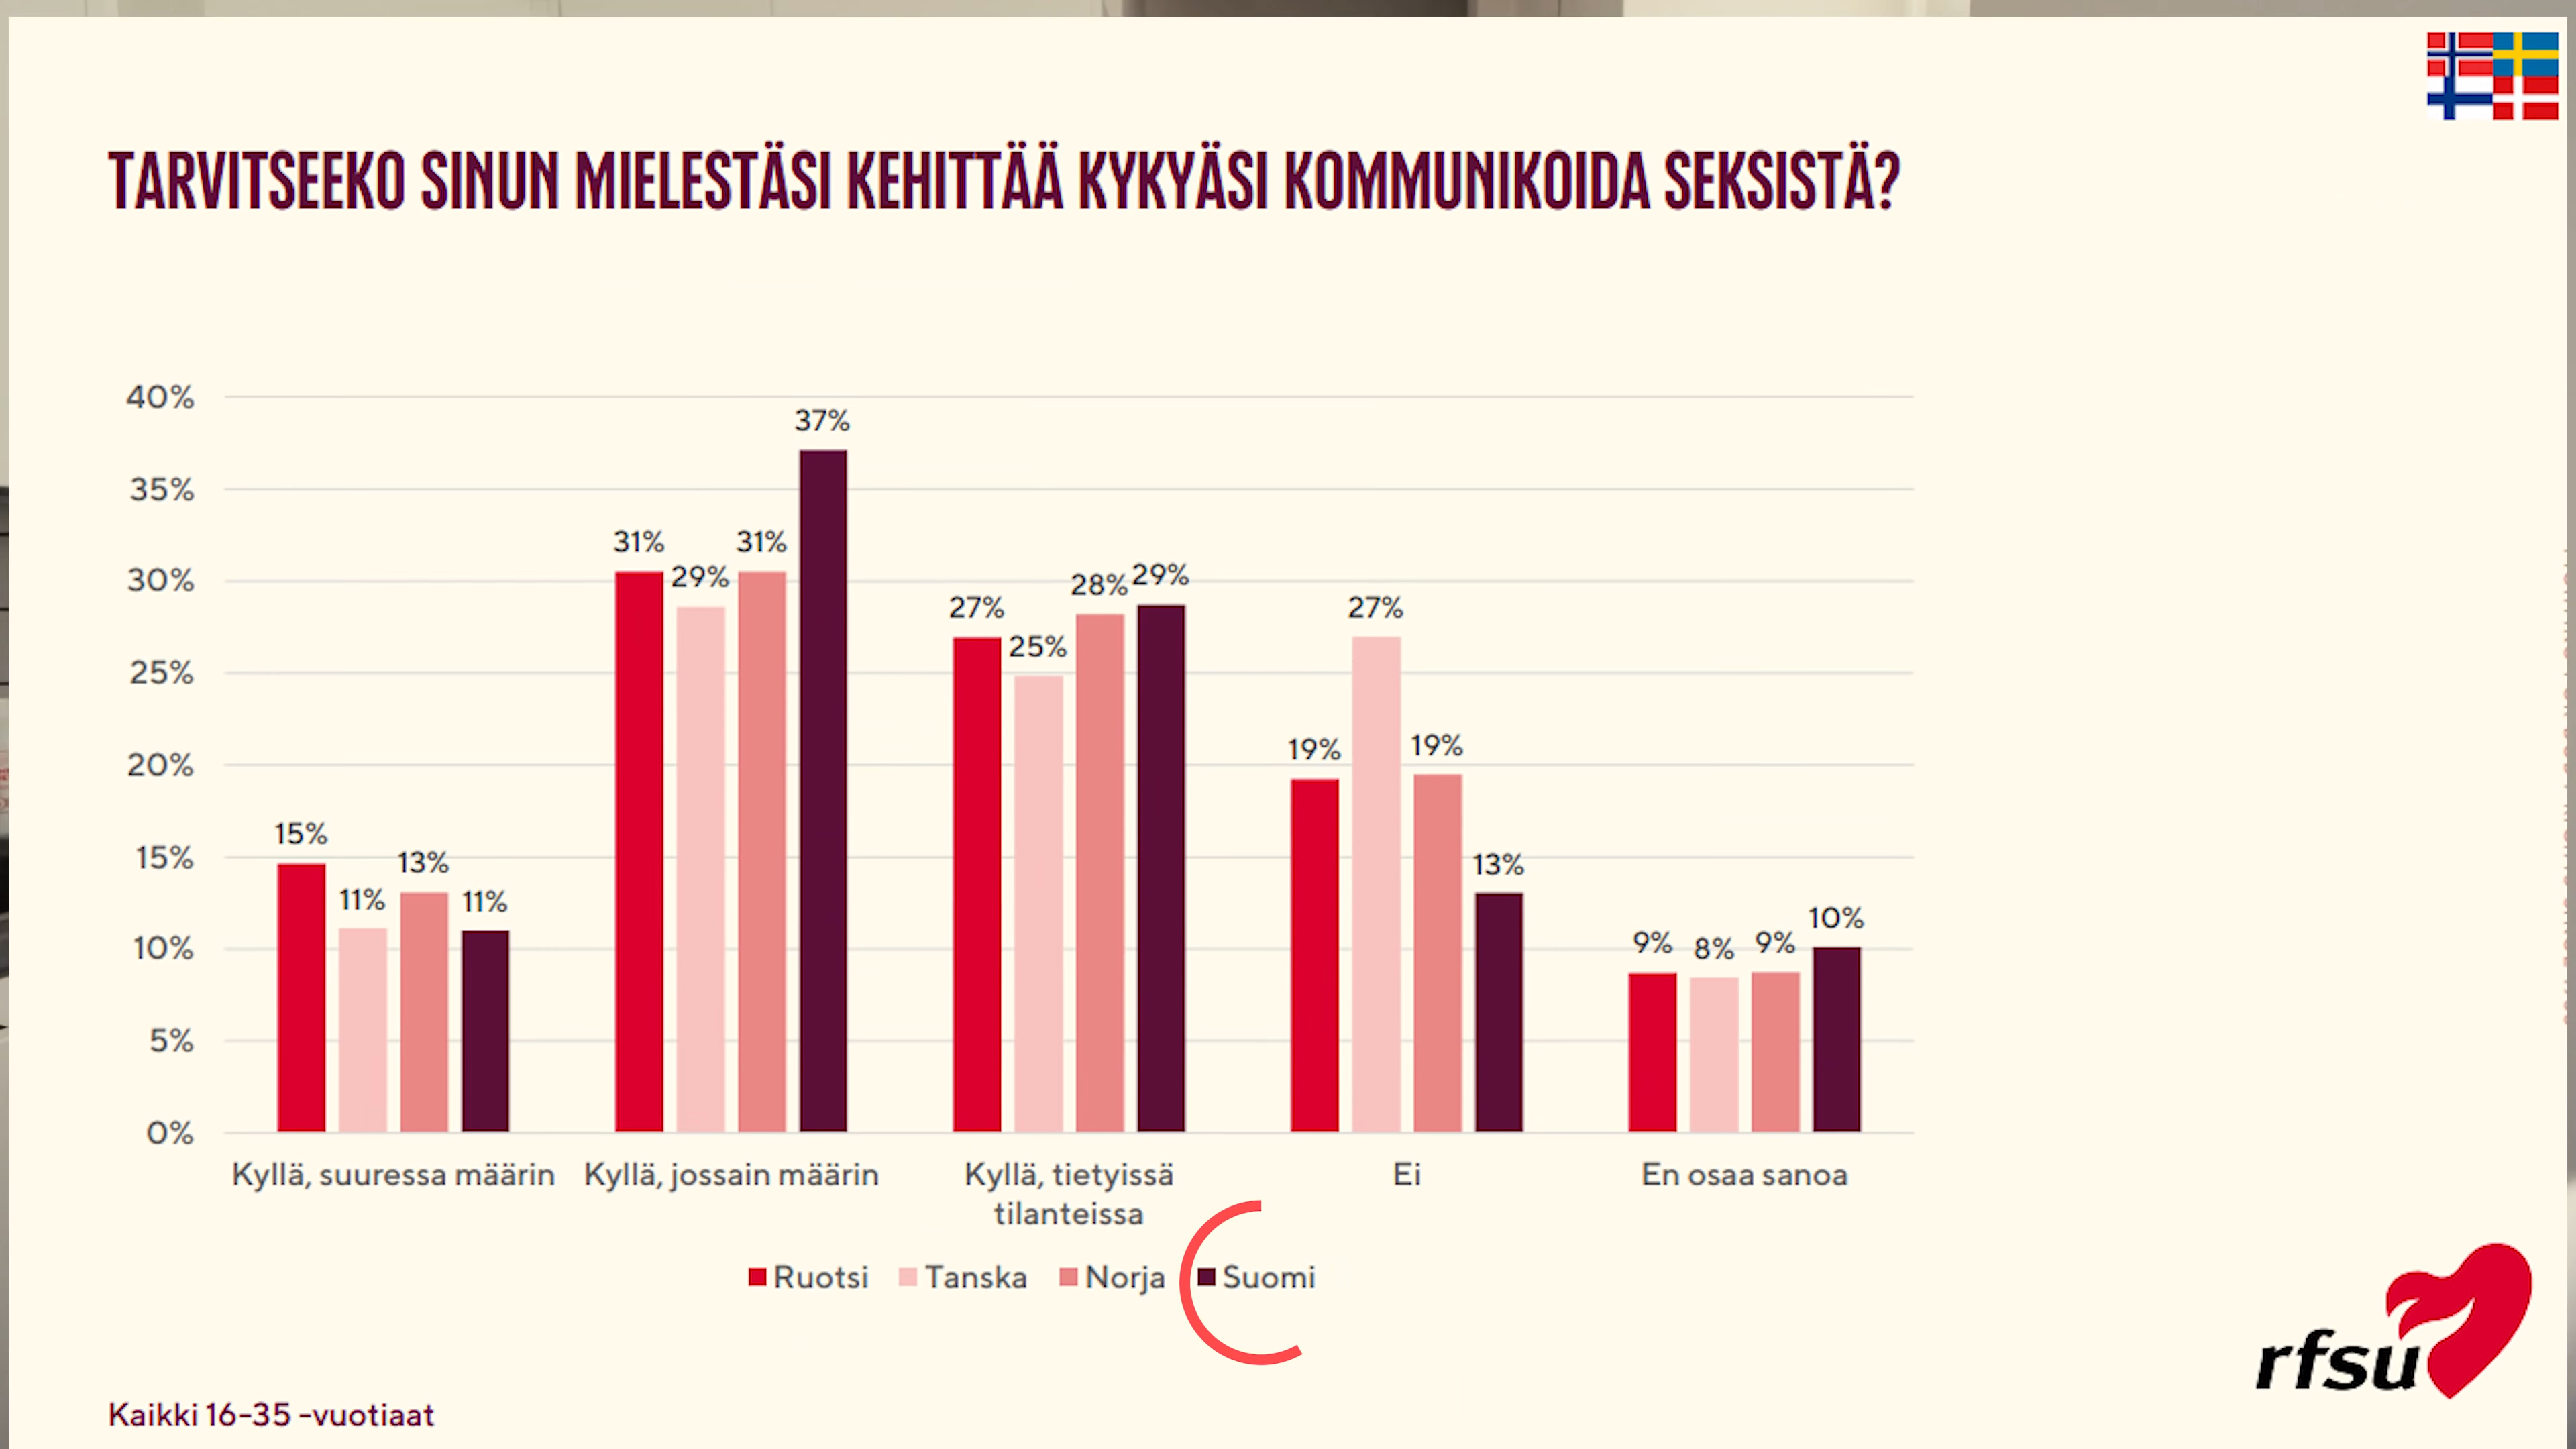 TARVITSEEKO SINUN MIELESTÄSI KEHITTÄÄ KYKYÄSI KOMMUNIKOIDA SEKSISTÄ?
40%
35%
30%
25%
20%
15%
10%
5%
0%
15% 11% 13% 11%
31% 29% 31% 37%
27% 25% 28% 29%
19% 27% 19% 13%
9% 8% 9% 10%
Kyllä, suuressa määrin
Kyllä, jossain määrin
Kyllä, tietyissä
tilanteissa
Ei
En osaa sanoa
Ruotsi Tanska Norja Suomi
rfsu
Kaikki 16-35 -vuotiaat